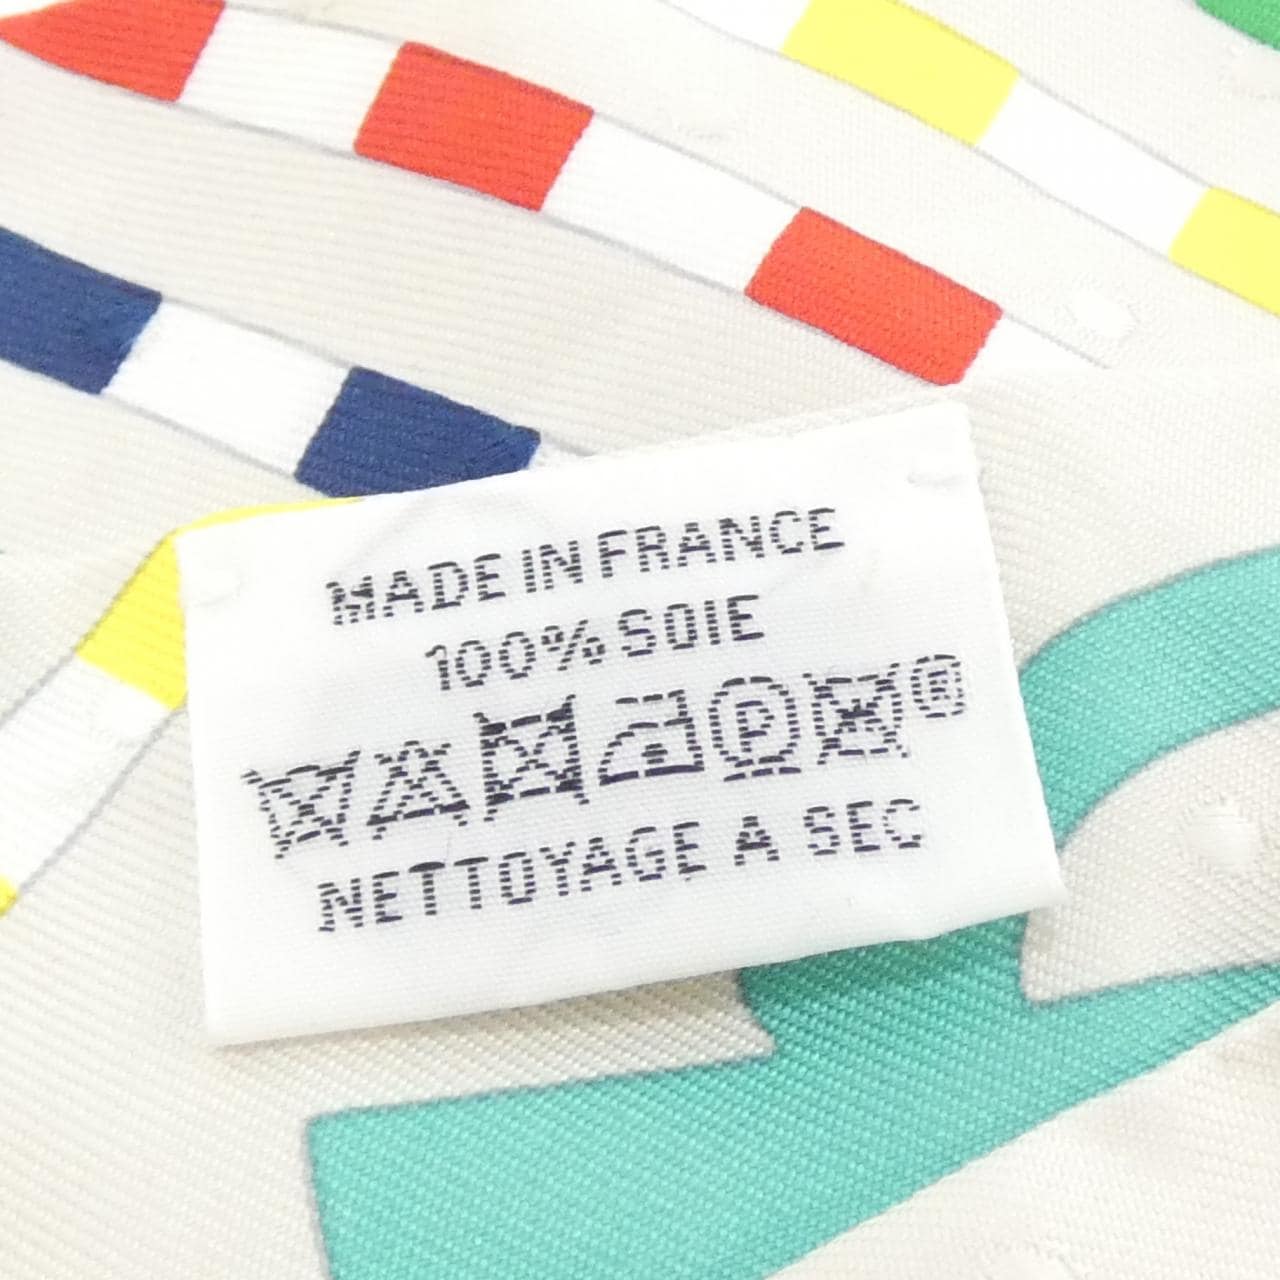 MADE IN FRANCE
100% SOIE
P ®
NETTOYAGE A SEC